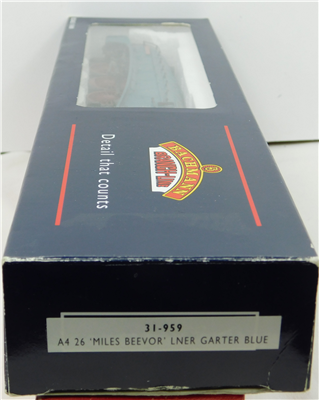 Detail that counts
BACHMANN
31-959
A4 26 'MILES BEEVOR' LNER GARTER BLUE